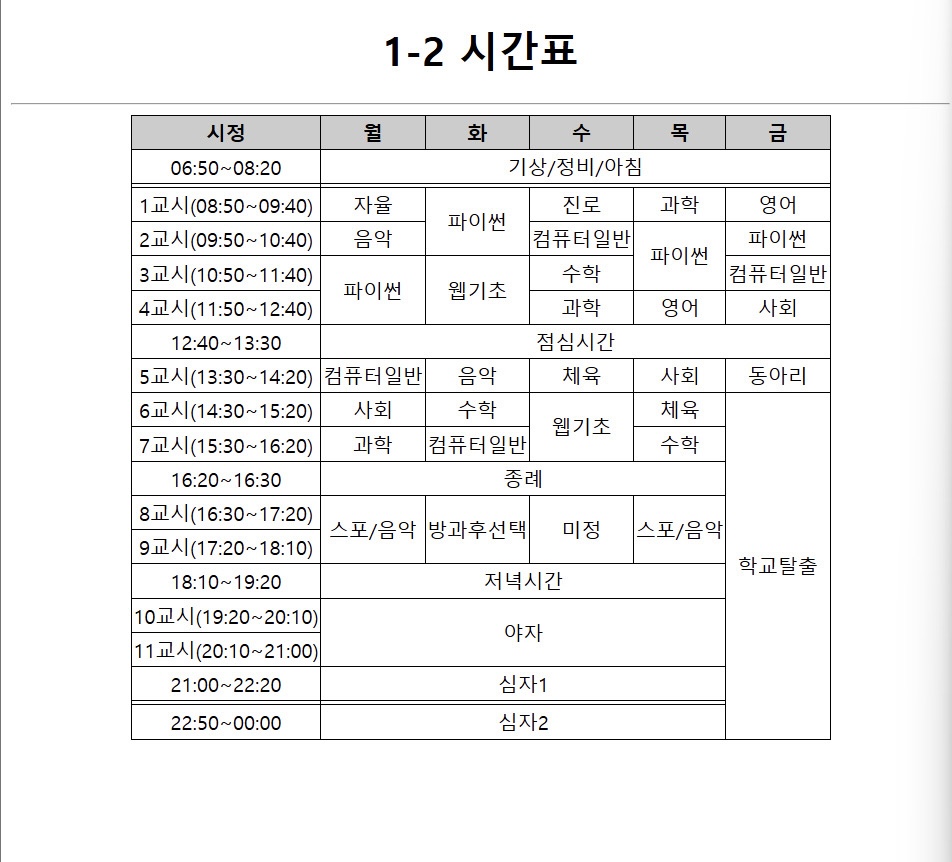 1-2 시간표
시정 월 화 수 목 금
06:50~08:20 기상/정비/아침
1교시(08:50~09:40) 자율 파이썬 진로 과학 영어
2교시(09:50~10:40) 음악 컴퓨터일반 파이썬 파이썬
3교시(10:50~11:40) 파이썬 웹기초 수학 컴퓨터일반
4교시(11:50~12:40) 과학 영어 사회
12:40~13:30 점심시간
5교시(13:30~14:20) 컴퓨터일반 음악 체육 사회 동아리
6교시(14:30~15:20) 사회 수학 웹기초 체육 학교탈출
7교시(15:30~16:20) 과학 컴퓨터일반 수학
16:20~16:30 종례
8교시(16:30~17:20) 스포/음악 방과후선택 미정 스포/음악
9교시(17:20~18:10)
18:10~19:20 저녁시간
10교시(19:20~20:10) 야자
11교시(20:10~21:00)
21:00~22:20 심자1
22:50~00:00 심자2